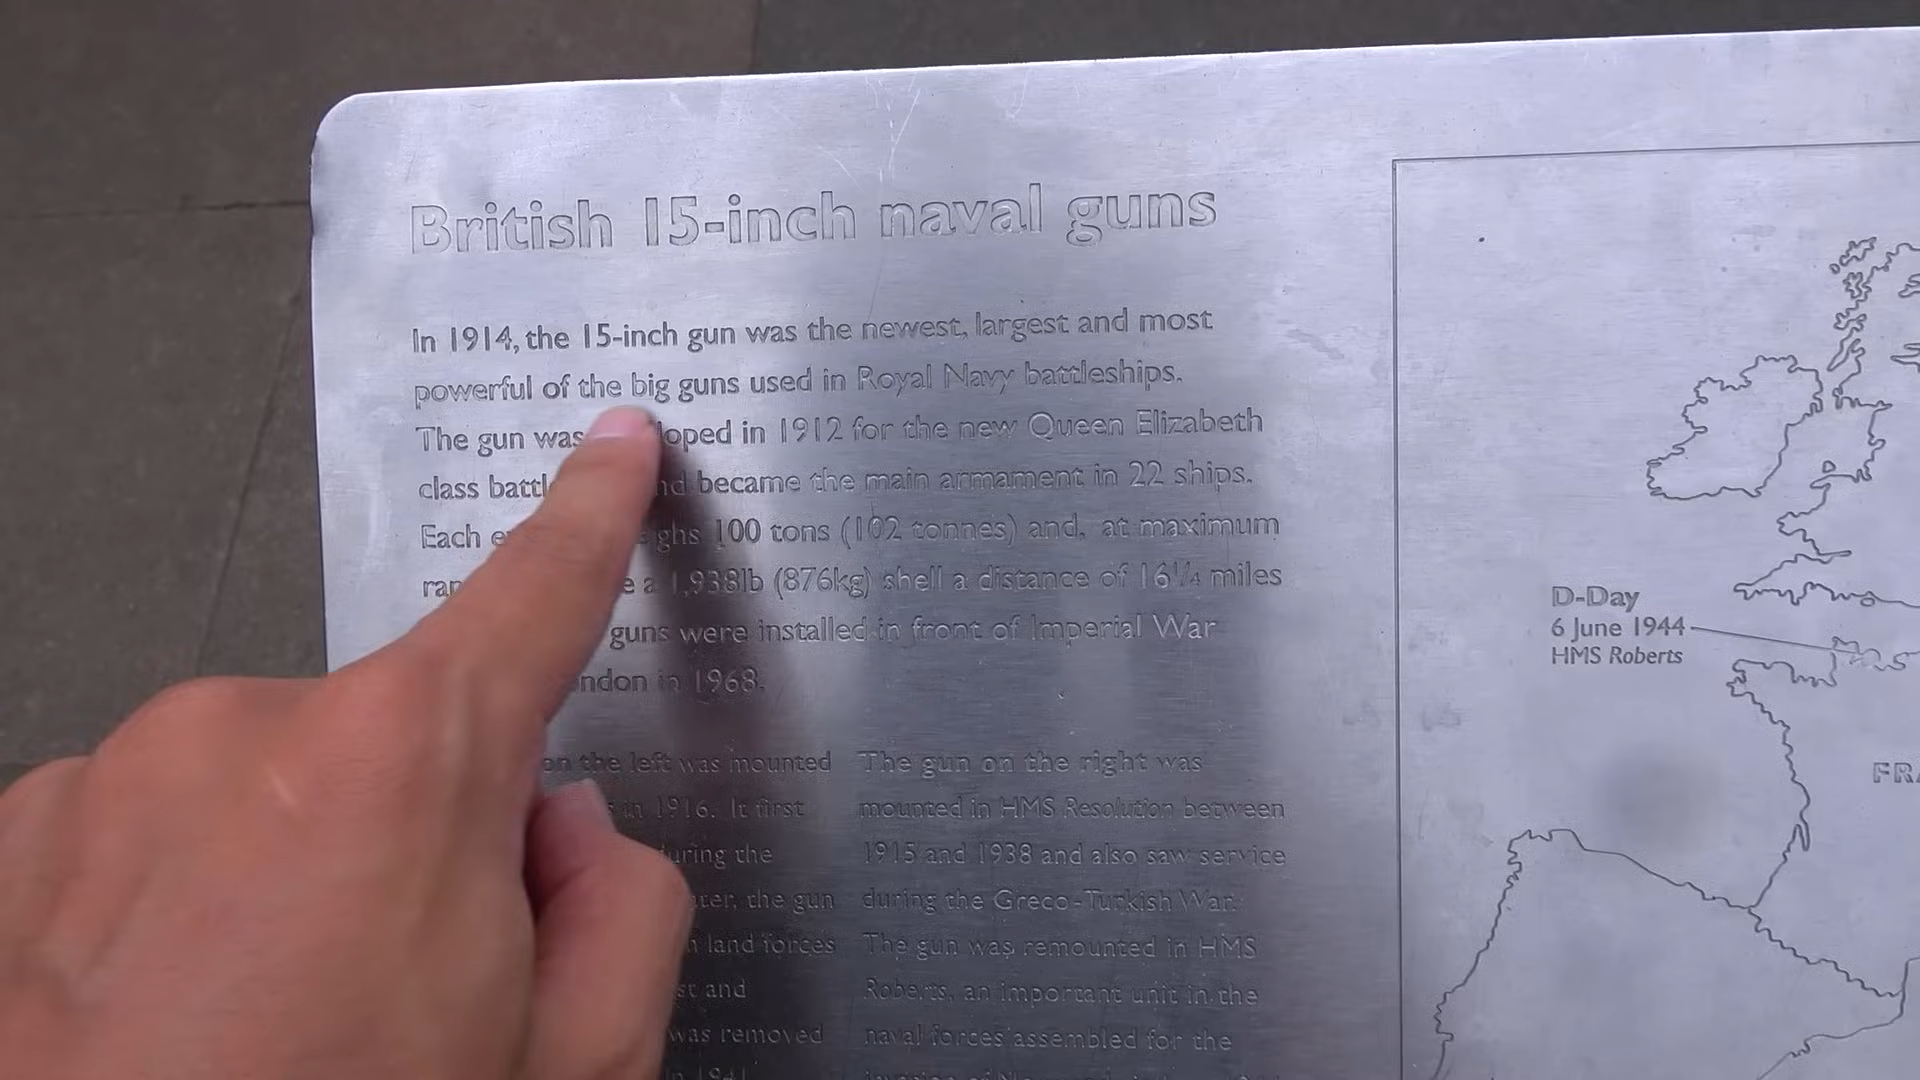 British 15-inch naval guns
In 1914, the 15-inch gun was the newest, largest and most
powerful of the big guns used in Royal Navy battleships.
The gun was loped in 1912 for the new Queen Elizabeth
class battl nd became the main armament in 22 ships.
Each ghs 100 tons (102 tonnes) and, at maximum
ran e a 1,938lb (876kg) shell a distance of 16¼ miles
guns were installed in front of Imperial War
ndon in 1968.
on the left was mounted
in 1916. It first
uring the
ter, the gun
land forces
st and
was removed
in 1941
The gun on the right was
mounted in HMS Resolution between
1915 and 1938 and also saw service
during the Greco-Turkish War.
The gun was remounted in HMS
Roberts, an important unit in the
naval forces assembled for the
D-Day
6 June 1944
HMS Roberts
FRA